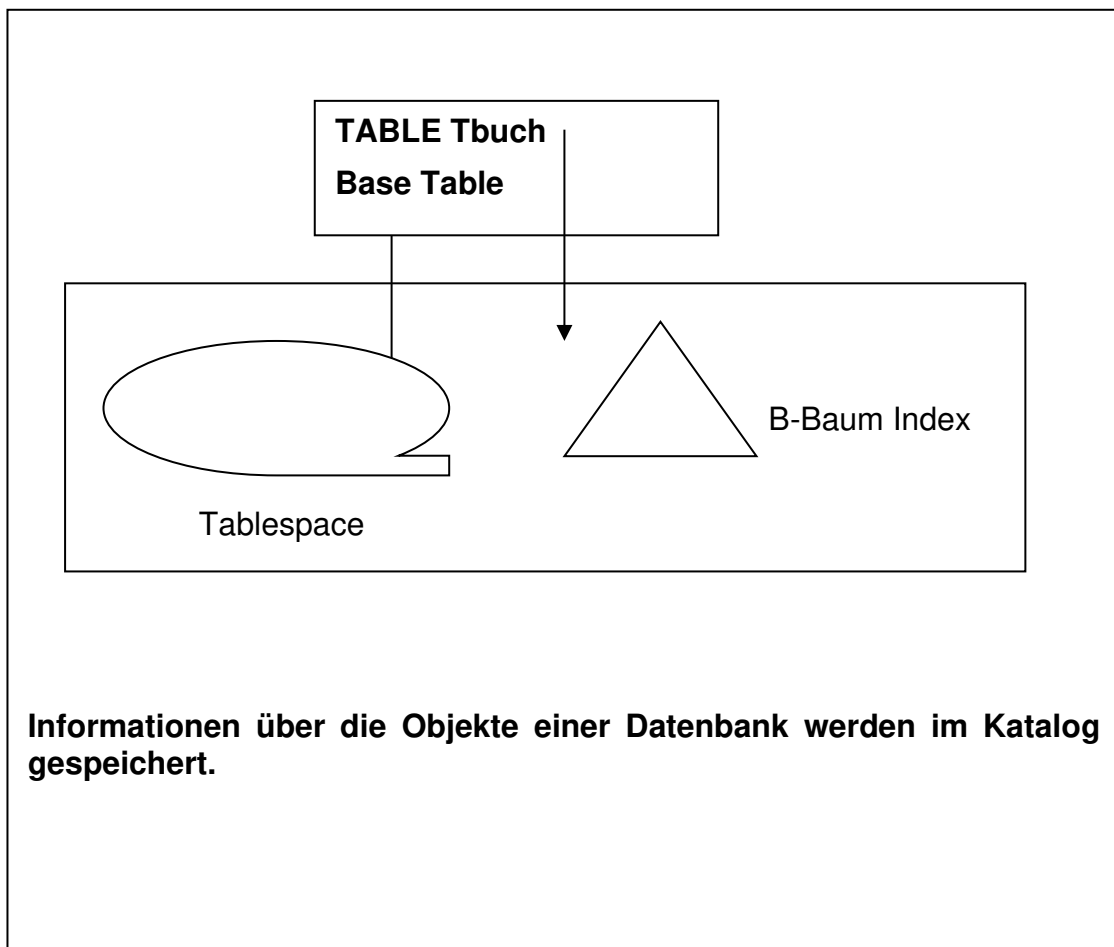 TABLE Tbuch
Base Table
B-Baum Index
Tablespace
Informationen über die Objekte einer Datenbank werden im Katalog
gespeichert.